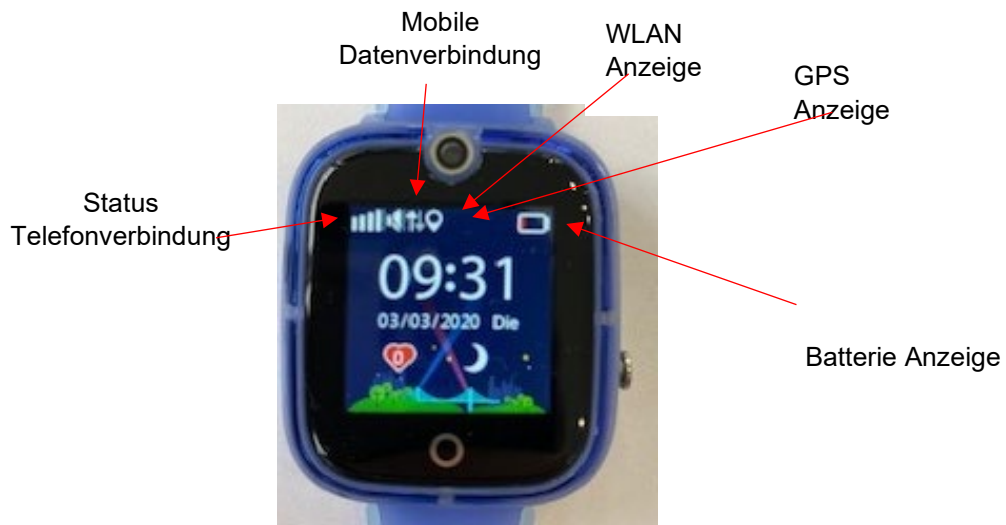 Mobile
Datenverbindung
WLAN
Anzeige
GPS
Anzeige
Status
Telefonverbindung
09:31
03/03/2020 Die
0
Batterie Anzeige